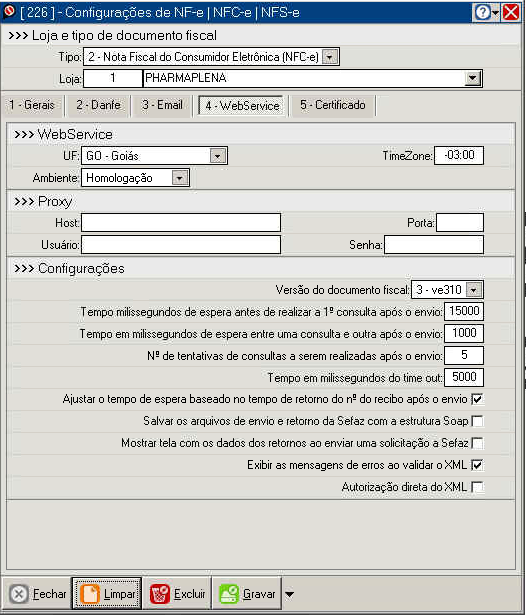 [ 226 ] - Configurações de NF-e | NFC-e | NFS-e
>>> Loja e tipo de documento fiscal
Tipo: 2 - Nota Fiscal do Consumidor Eletrônica (NFC-e)
Loja: 1 PHARMAPLENA
1 - Gerais 2 - Danfe 3 - Email 4 - WebService 5 - Certificado
>>> WebService
UF: GO - Goiás TimeZone: -03:00
Ambiente: Homologação
>>> Proxy
Host: Porta:
Usuário: Senha:
>>> Configurações
Versão do documento fiscal: 3 - ve310
Tempo milissegundos de espera antes de realizar a 1º consulta após o envio: 15000
Tempo em milissegundos de espera entre uma consulta e outra após o envio: 1000
Nº de tentativas de consultas a serem realizadas após o envio: 5
Tempo em milissegundos do time out: 5000
Ajustar o tempo de espera baseado no tempo de retorno do nº do recibo após o envio
Salvar os arquivos de envio e retorno da Sefaz com a estrutura Soap
Mostrar tela com os dados dos retornos ao enviar uma solicitação a Sefaz
Exibir as mensagens de erros ao validar o XML
Autorização direta do XML
Fechar Limpar Excluir Gravar